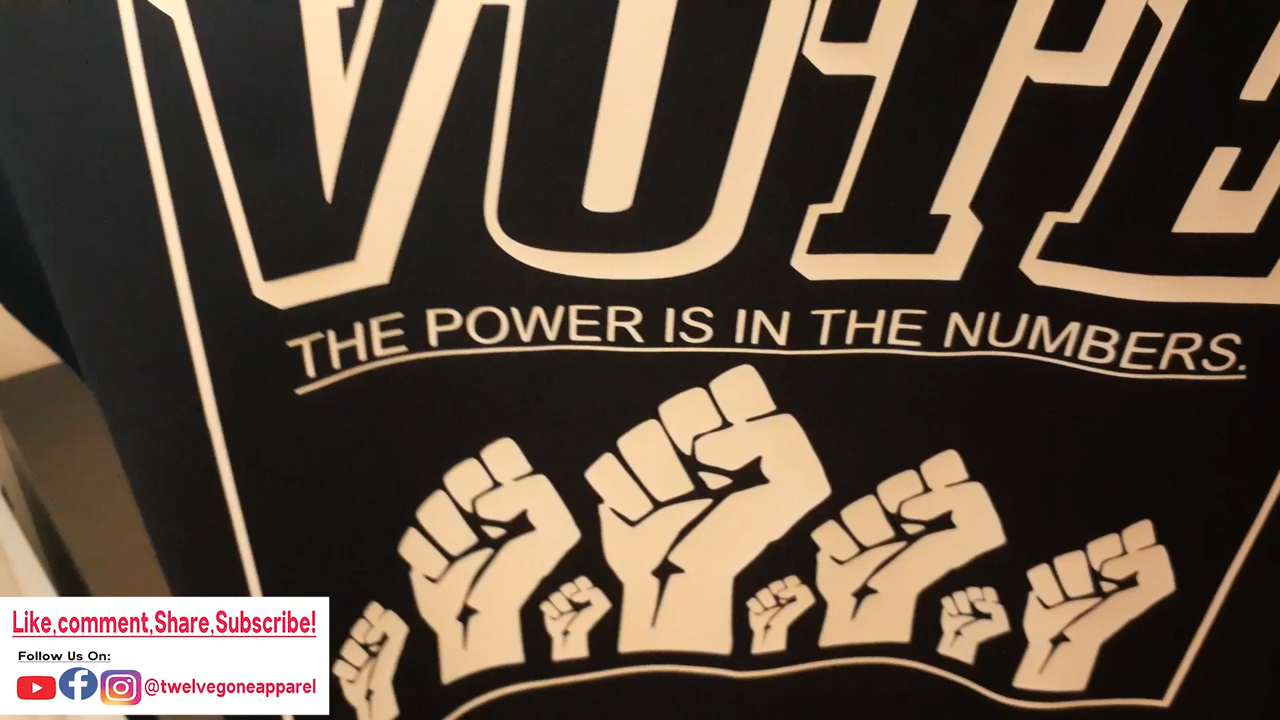 VOTE
THE POWER IS IN THE NUMBERS.
Like,comment,Share,Subscribe!
Follow Us On:
@twelvegoneapparel